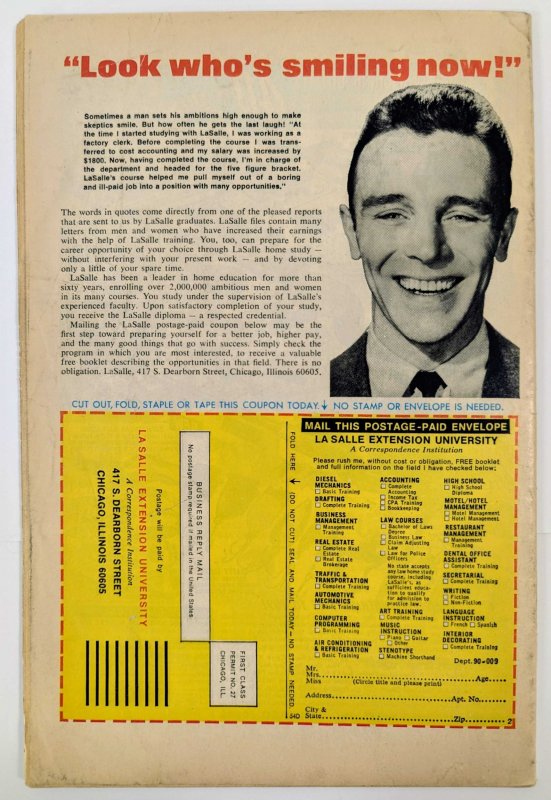 “Look who’s smiling now!”
Sometimes a man sets his ambitions high enough to make
skeptics smile. But how often he gets the last laugh! “At
the time I started studying with LaSalle, I was working as a
factory clerk. Before completing the course I was trans-
ferred to cost accounting and my salary was increased by
$1800. Now, having completed the course, I’m in charge of
the department and headed for the five figure bracket.
LaSalle’s course helped me pull myself out of a boring
and ill-paid job into a position with many opportunities.”
The words in quotes come directly from one of the pleased reports
that are sent to us by LaSalle graduates. LaSalle files contain many
letters from men and women who have increased their earnings
with the help of LaSalle training. You, too, can prepare for the
career opportunity of your choice through LaSalle home study —
without interfering with your present work — and by devoting
only a little of your spare time.
LaSalle has been a leader in home education for more than
sixty years, enrolling over 2,000,000 ambitious men and women
in its many courses. You study under the supervision of LaSalle’s
experienced faculty. Upon satisfactory completion of your study,
you receive the LaSalle diploma — a respected credential.
Mailing the LaSalle postage-paid coupon below may be the
first step toward preparing yourself for a better job, higher pay,
and the many good things that go with success. Simply check the
program in which you are most interested, to receive a valuable
free booklet describing the opportunities in that field. There is no
obligation. LaSalle, 417 S. Dearborn Street, Chicago, Illinois 60605.
CUT OUT, FOLD, STAPLE OR TAPE THIS COUPON TODAY. ↓ NO STAMP OR ENVELOPE IS NEEDED.
FIRST CLASS
PERMIT NO. 27
CHICAGO, ILL.
BUSINESS REPLY MAIL
No postage stamp required if mailed in the United States
Postage will be paid by
LASALLE EXTENSION UNIVERSITY
A Correspondence Institution
417 S. DEARBORN STREET
CHICAGO, ILLINOIS 60605
FOLD HERE ↓ (DO NOT CUT) SEAL AND MAIL TODAY — NO STAMP NEEDED.
54D
MAIL THIS POSTAGE-PAID ENVELOPE
LA SALLE EXTENSION UNIVERSITY
A Correspondence Institution
Please rush me, without cost or obligation, FREE booklet
and full information on the field I have checked below:
DIESEL
MECHANICS
☐ Basic Training
DRAFTING
☐ Complete Training
BUSINESS
MANAGEMENT
☐ Management
Training
REAL ESTATE
☐ Complete Real
Estate
☐ Real Estate
Brokerage
TRAFFIC &
TRANSPORTATION
☐ Complete Training
AUTOMOTIVE
MECHANICS
☐ Basic Training
COMPUTER
PROGRAMMING
☐ Basic Training
AIR CONDITIONING
& REFRIGERATION
☐ Basic Training
ACCOUNTING
☐ Complete
Accounting
☐ Income Tax
☐ CPA Training
☐ Bookkeeping
LAW COURSES
☐ Bachelor of Laws
Degree
☐ Business Law
☐ Claim Adjusting
Law
☐ Law for Police
Officers
No state accepts
any law home study
course, including
LaSalle’s, as
sufficient educa-
tion to qualify
for admission to
practice law.
ART TRAINING
☐ Complete Training
MUSIC
INSTRUCTION
☐ Piano ☐ Guitar
☐ Other
STENOTYPE
☐ Machine Shorthand
HIGH SCHOOL
☐ High School
Diploma
MOTEL/HOTEL
MANAGEMENT
☐ Motel Management
☐ Hotel Management
RESTAURANT
MANAGEMENT
☐ Management
Training
DENTAL OFFICE
ASSISTANT
☐ Complete Training
SECRETARIAL
☐ Complete Training
WRITING
☐ Fiction
☐ Non-Fiction
LANGUAGE
INSTRUCTION
☐ French ☐ Spanish
INTERIOR
DECORATING
☐ Complete Training
Dept. 90-009
Mr.
Mrs.
Miss (Circle title and please print) Age
Address Apt. No.
City &
State Zip 2